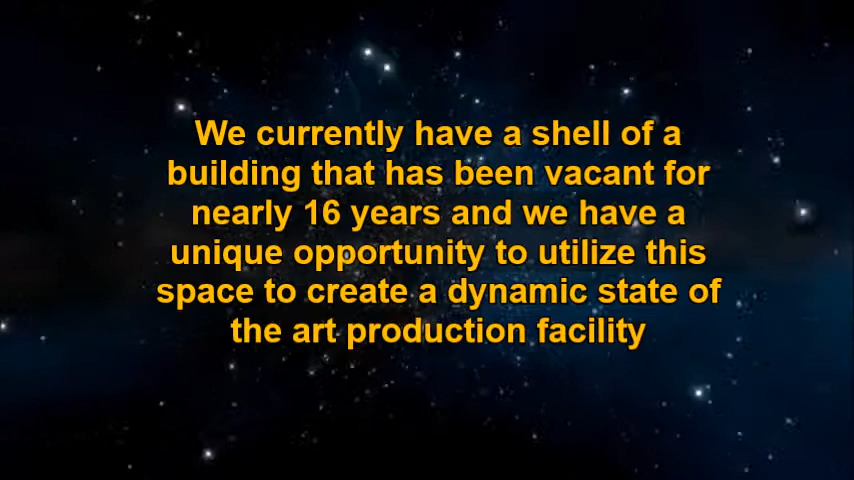 We currently have a shell of a
building that has been vacant for
nearly 16 years and we have a
unique opportunity to utilize this
space to create a dynamic state of
the art production facility